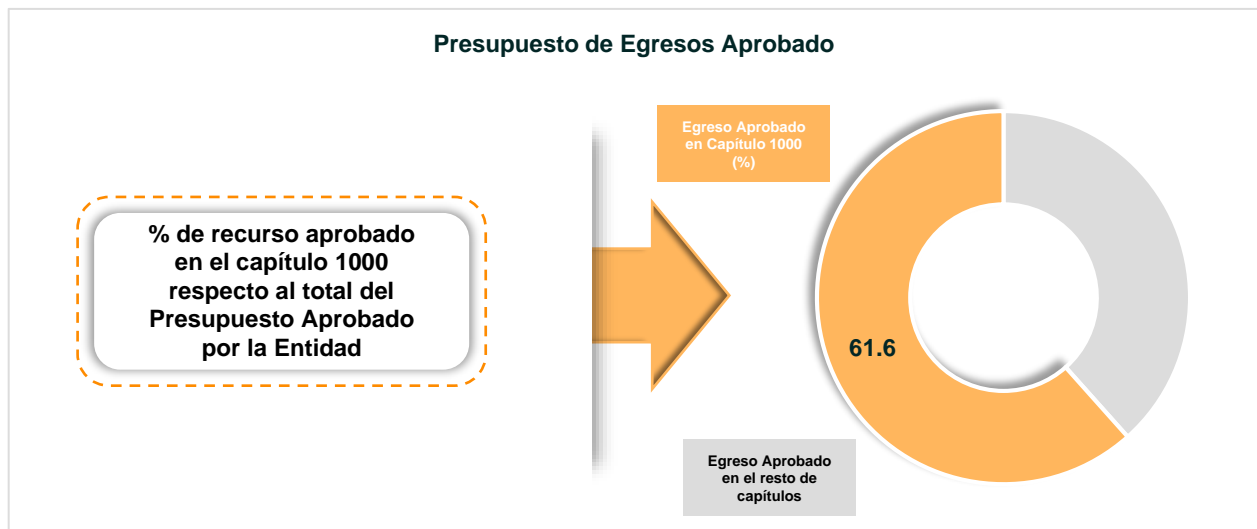 Presupuesto de Egresos Aprobado
% de recurso aprobado
en el capítulo 1000
respecto al total del
Presupuesto Aprobado
por la Entidad
Egreso Aprobado
en Capítulo 1000
(%)
61.6
Egreso Aprobado
en el resto de
capítulos